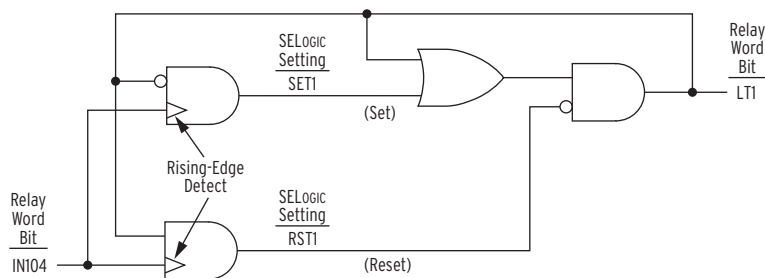 SELOGIC
Setting
SET1
(Set)
Relay
Word
Bit
LT1
Rising-Edge
Detect
Relay
Word
Bit
IN104
SELOGIC
Setting
RST1
(Reset)